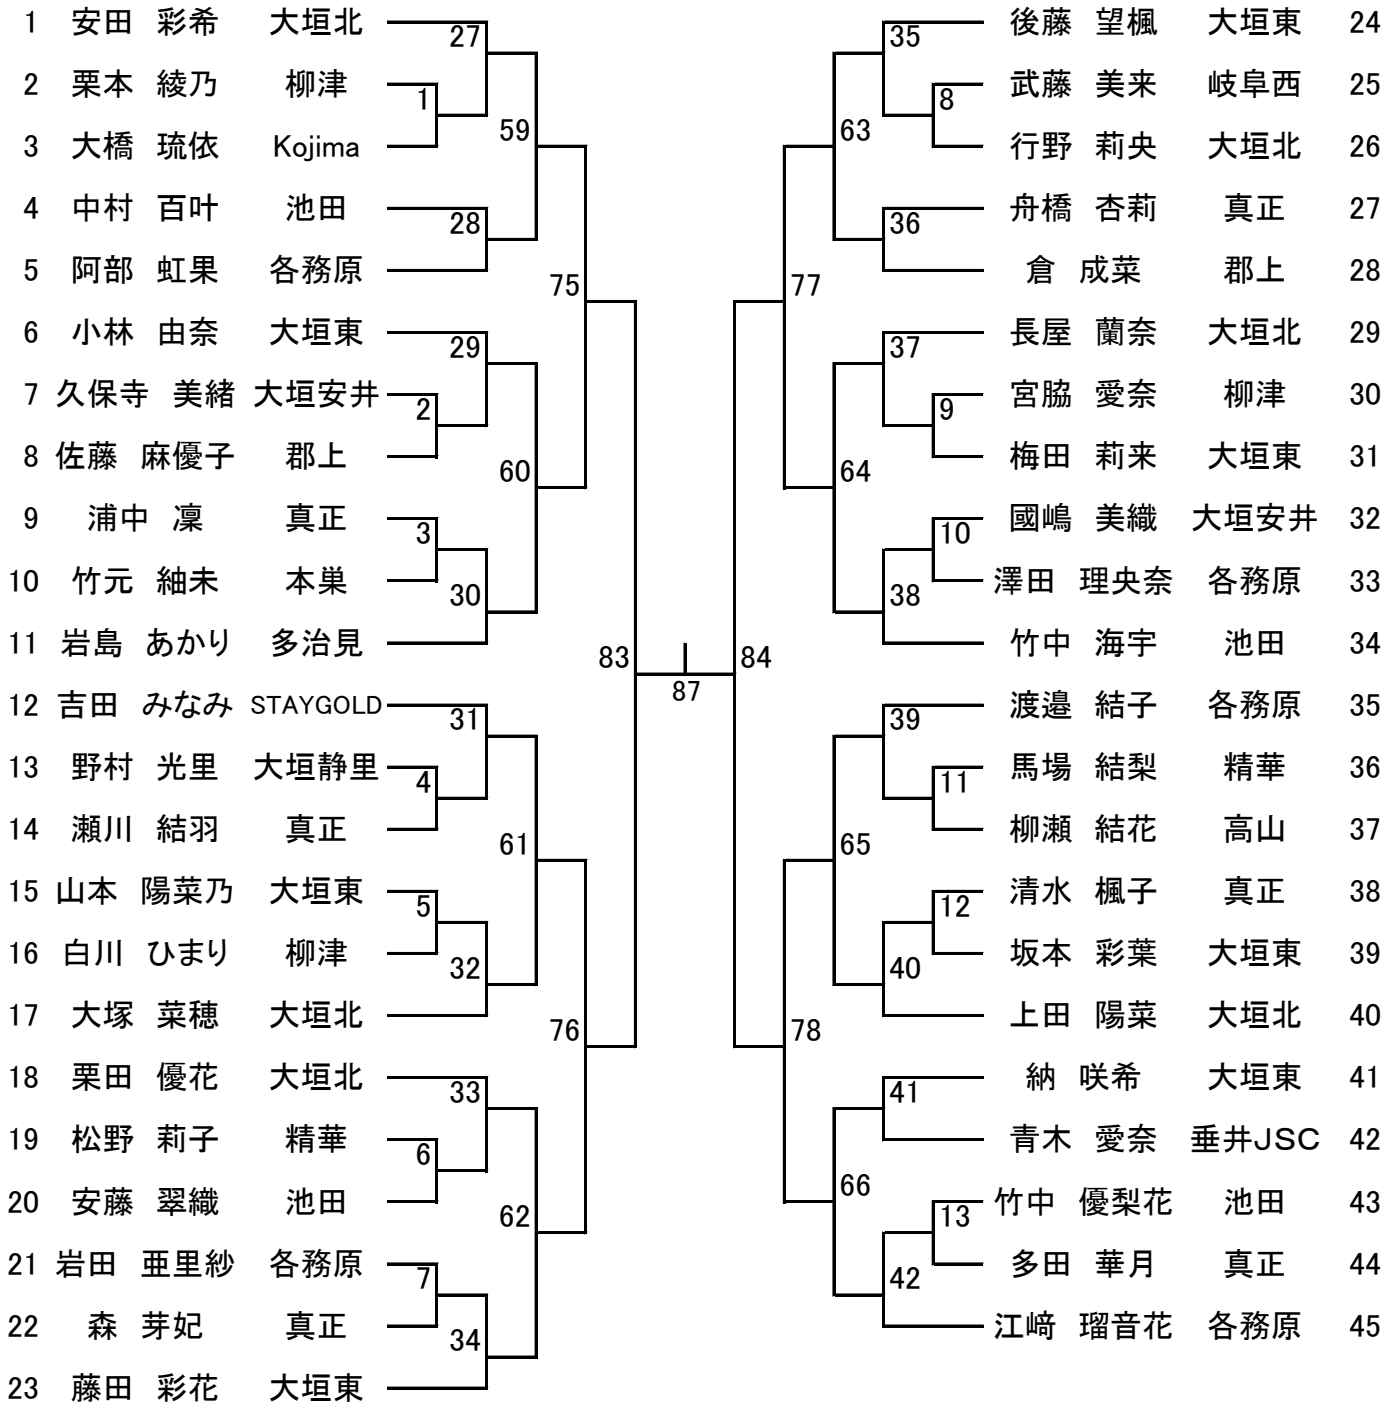 1 安田 彩希 大垣北
2 栗本 綾乃 柳津
3 大橋 琉依 Kojima
4 中村 百叶 池田
5 阿部 虹果 各務原
6 小林 由奈 大垣東
7 久保寺 美緒 大垣安井
8 佐藤 麻優子 郡上
9 浦中 凜 真正
10 竹元 紬未 本巣
11 岩島 あかり 多治見
12 吉田 みなみ STAYGOLD
13 野村 光里 大垣静里
14 瀬川 結羽 真正
15 山本 陽菜乃 大垣東
16 白川 ひまり 柳津
17 大塚 菜穂 大垣北
18 栗田 優花 大垣北
19 松野 莉子 精華
20 安藤 翠織 池田
21 岩田 亜里紗 各務原
22 森 芽妃 真正
23 藤田 彩花 大垣東
27
1
59
28
75
29
2
60
3
30
83
31
4
61
5
32
76
33
6
62
7
34
87
84
35
8
63
36
77
37
9
64
10
38
39
11
65
12
40
78
41
66
13
42
後藤 望楓 大垣東 24
武藤 美来 岐阜西 25
行野 莉央 大垣北 26
舟橋 杏莉 真正 27
倉 成菜 郡上 28
長屋 蘭奈 大垣北 29
宮脇 愛奈 柳津 30
梅田 莉来 大垣東 31
國嶋 美織 大垣安井 32
澤田 理央奈 各務原 33
竹中 海宇 池田 34
渡邉 結子 各務原 35
馬場 結梨 精華 36
柳瀬 結花 高山 37
清水 楓子 真正 38
坂本 彩葉 大垣東 39
上田 陽菜 大垣北 40
納 咲希 大垣東 41
青木 愛奈 垂井JSC 42
竹中 優梨花 池田 43
多田 華月 真正 44
江﨑 瑠音花 各務原 45